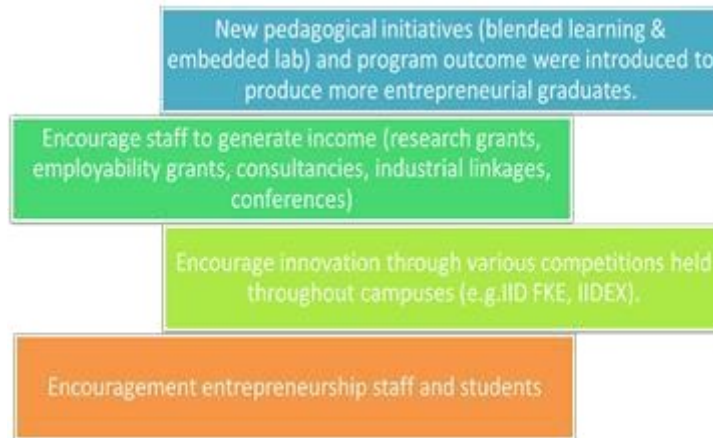 New pedagogical initiatives (blended learning &
embedded lab) and program outcome were introduced to
produce more entrepreneurial graduates.
Encourage staff to generate income (research grants,
employability grants, consultancies, industrial linkages,
conferences)
Encourage innovation through various competitions held
throughout campuses (e.g.IID FKE, IIDEX).
Encouragement entrepreneurship staff and students